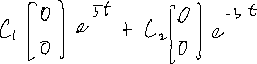 C₁ [0 0] e^{5t} + C₂ [0 0] e^{-5t}